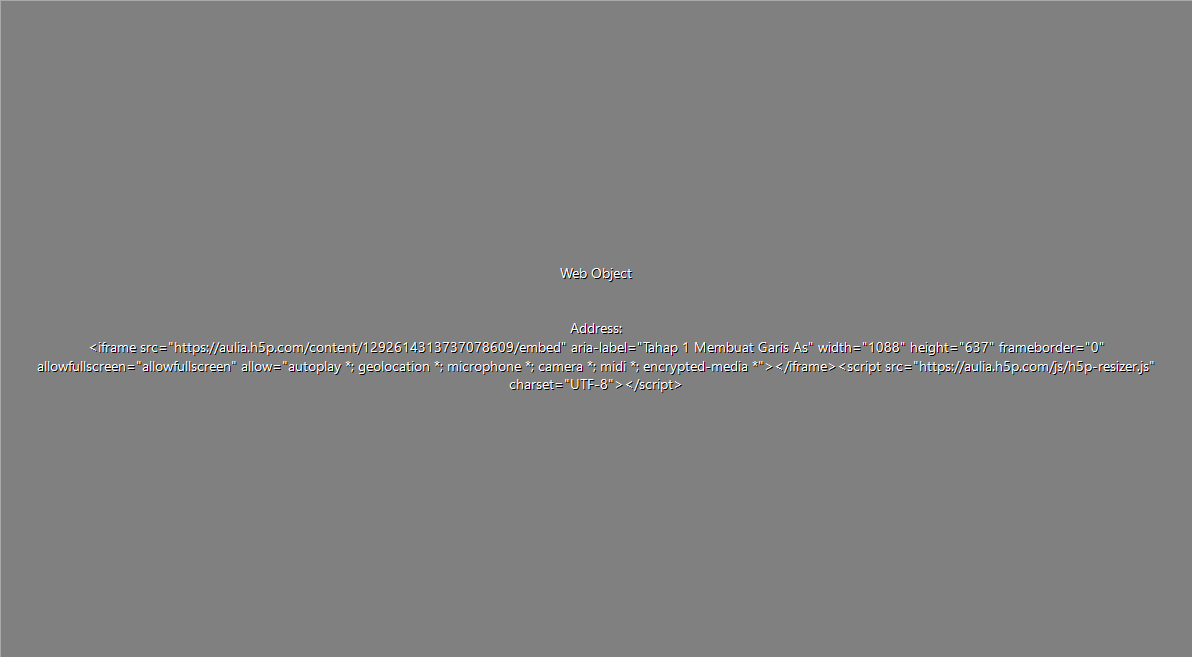 Web Object
Address:
<iframe src="https://aulia.h5p.com/content/1292614313737078609/embed" aria-label="Tahap 1 Membuat Garis As" width="1088" height="637" frameborder="0"
allowfullscreen="allowfullscreen" allow="autoplay *; geolocation *; microphone *; camera *; midi *; encrypted-media *"></iframe><script src="https://aulia.h5p.com/js/h5p-resizer.js"
charset="UTF-8"></script>